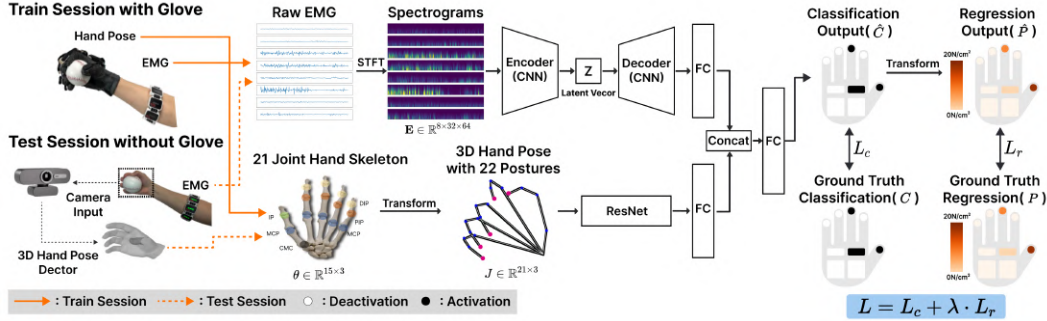 Train Session with Glove
Hand Pose
EMG
Test Session without Glove
Camera
Input
EMG
3D Hand Pose
Dector
Raw EMG
STFT
Spectrograms
E ∈ ℝ^{8×32×64}
Encoder
(CNN)
Z
Latent Vecor
Decoder
(CNN)
FC
21 Joint Hand Skeleton
IP
MCP
CMC
DIP
PIP
MCP
θ ∈ ℝ^{15×3}
Transform
3D Hand Pose
with 22 Postures
J ∈ ℝ^{21×3}
ResNet
FC
Concat
FC
Classification
Output(Ĉ)
Transform
Regression
Output(P̂)
20N/cm²
0N/cm²
L_c
L_r
Ground Truth
Classification(C)
Ground Truth
Regression(P)
20N/cm²
0N/cm²
L = L_c + λ · L_r
: Train Session
: Test Session
: Deactivation
: Activation